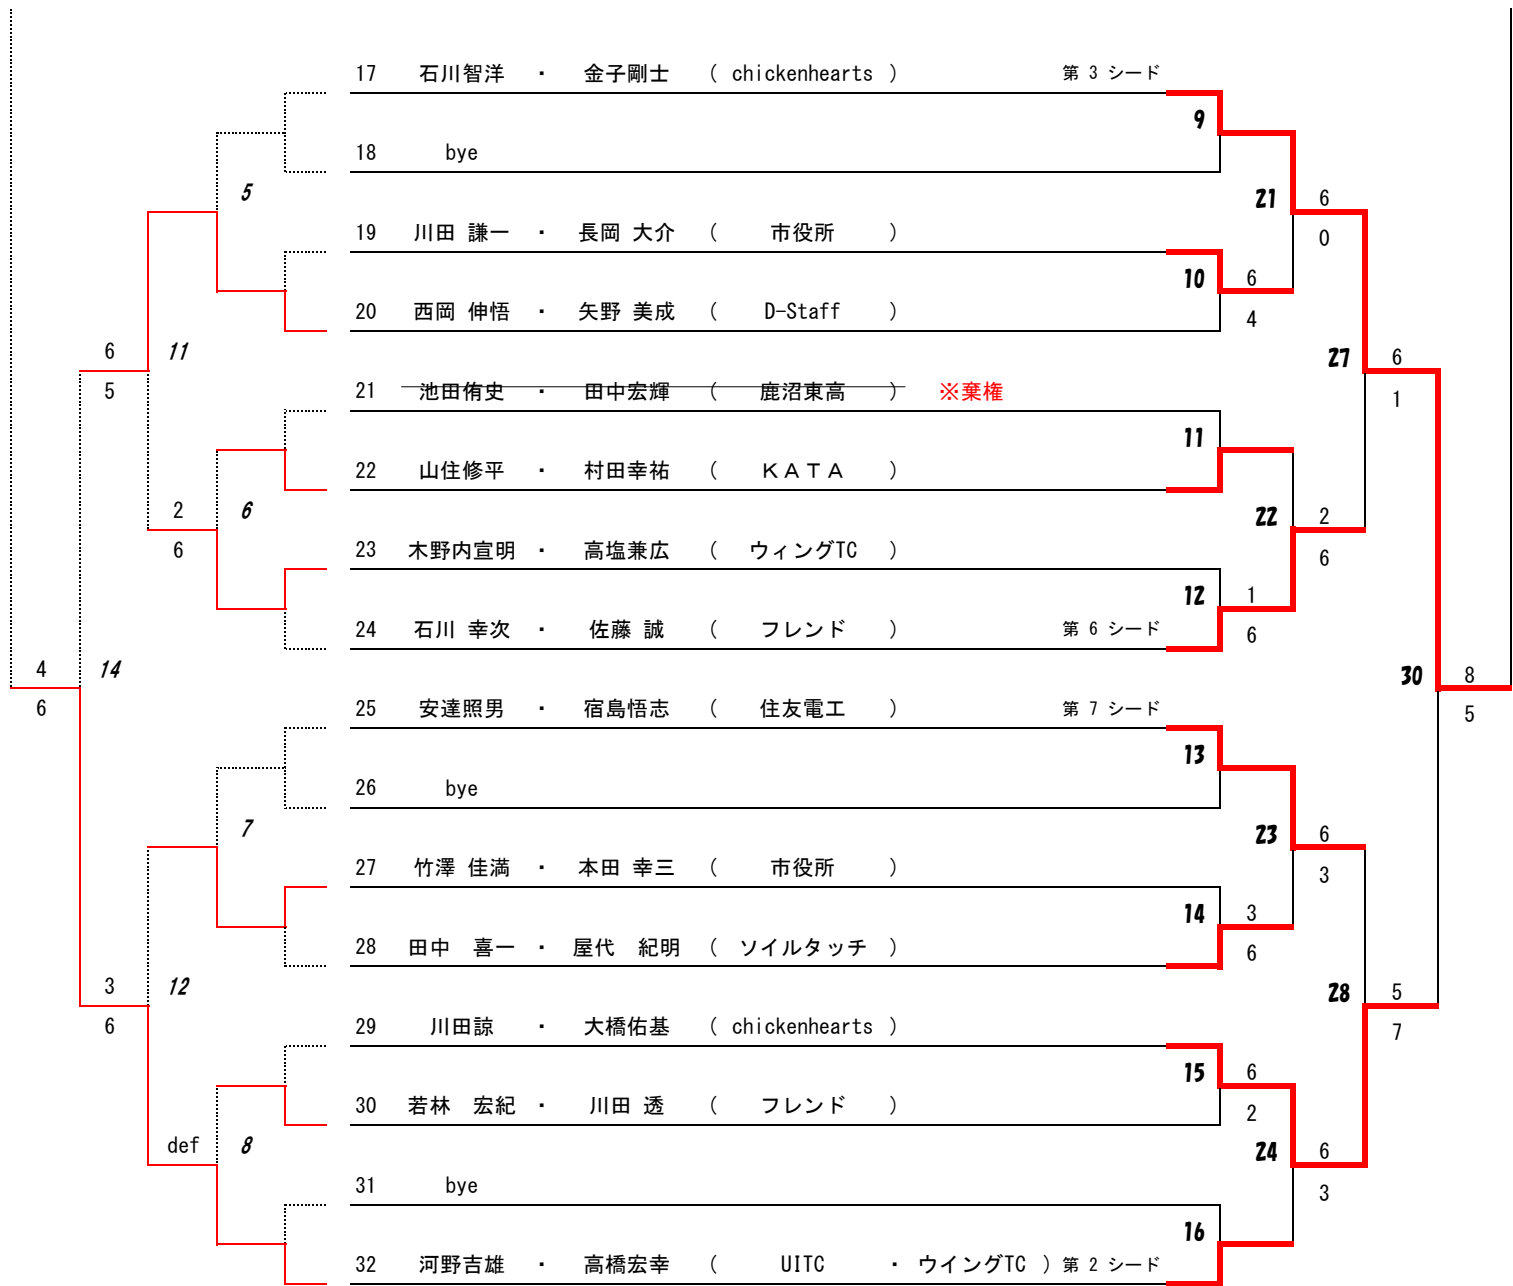 17 石川智洋 ・ 金子剛士 ( chickenhearts ) 第 3 シード
9
18 bye
5
21 6
19 川田 謙一 ・ 長岡 大介 ( 市役所 )
0
10 6
20 西岡 伸悟 ・ 矢野 美成 ( D-Staff )
4
6 11
27 6
21 池田侑史 ・ 田中宏輝 ( 鹿沼東高 ) ※棄権
5
1
11
22 山住修平 ・ 村田幸祐 ( KATA )
2 6
22 2
23 木野内宣明 ・ 高塩兼広 ( ウィングTC )
6
6
12 1
24 石川 幸次 ・ 佐藤 誠 ( フレンド ) 第 6 シード
6
4 14
30 8
25 安達照男 ・ 宿島悟志 ( 住友電工 ) 第 7 シード
6
5
13
26 bye
7
23 6
27 竹澤 佳満 ・ 本田 幸三 ( 市役所 )
3
14 3
28 田中 喜一 ・ 屋代 紀明 ( ソイルタッチ )
6
3 12
28 5
29 川田諒 ・ 大橋佑基 ( chickenhearts )
6
7
15 6
30 若林 宏紀 ・ 川田 透 ( フレンド )
2
def 8
24 6
31 bye
3
16
32 河野吉雄 ・ 高橋宏幸 ( UITC ・ ウイングTC ) 第 2 シード